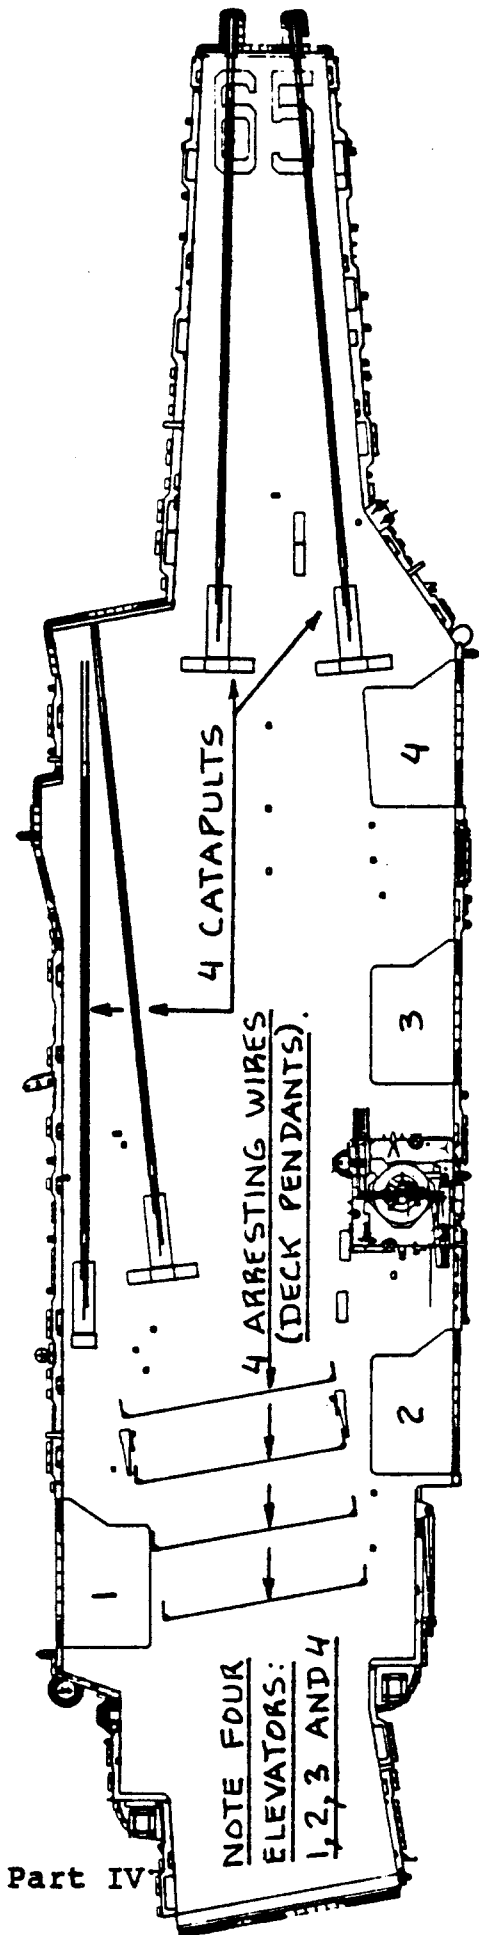 65
4 CATAPULTS
4
3
4 ARRESTING WIRES
(DECK PENDANTS).
2
1
NOTE FOUR
ELEVATORS:
1, 2, 3 AND 4
Part IV